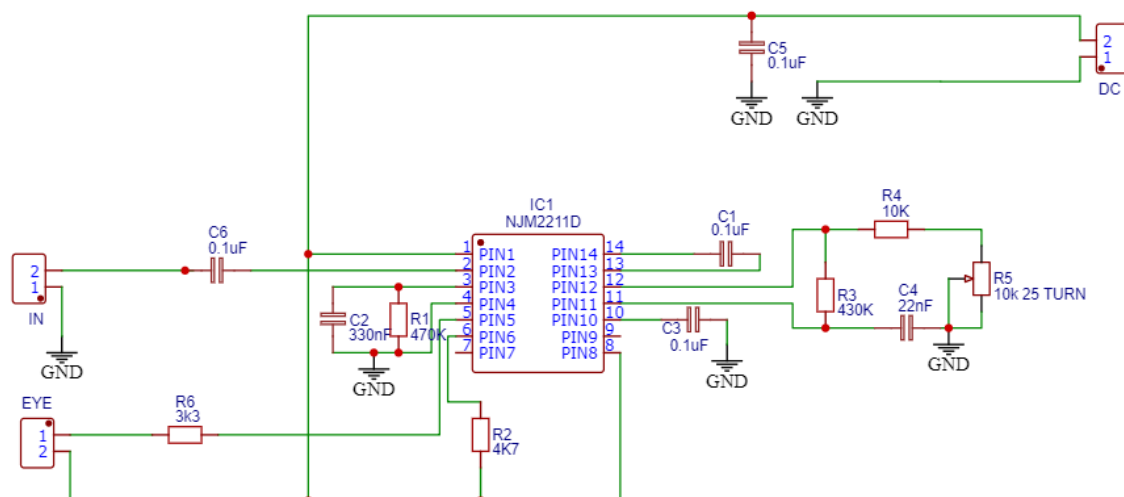 C5
0.1uF
2
1
DC
GND
GND
IC1
NJM2211D
C6
0.1uF
2
1
IN
GND
C1
0.1uF
R4
10K
R5
10k 25 TURN
R3
430K
C4
22nF
GND
1 PIN1 PIN14 14
2 PIN2 PIN13 13
3 PIN3 PIN12 12
4 PIN4 PIN11 11
5 PIN5 PIN10 10
6 PIN6 PIN9 9
7 PIN7 PIN8 8
C2
330nF
R1
470K
GND
C3
0.1uF
GND
EYE
1
2
R6
3k3
R2
4K7